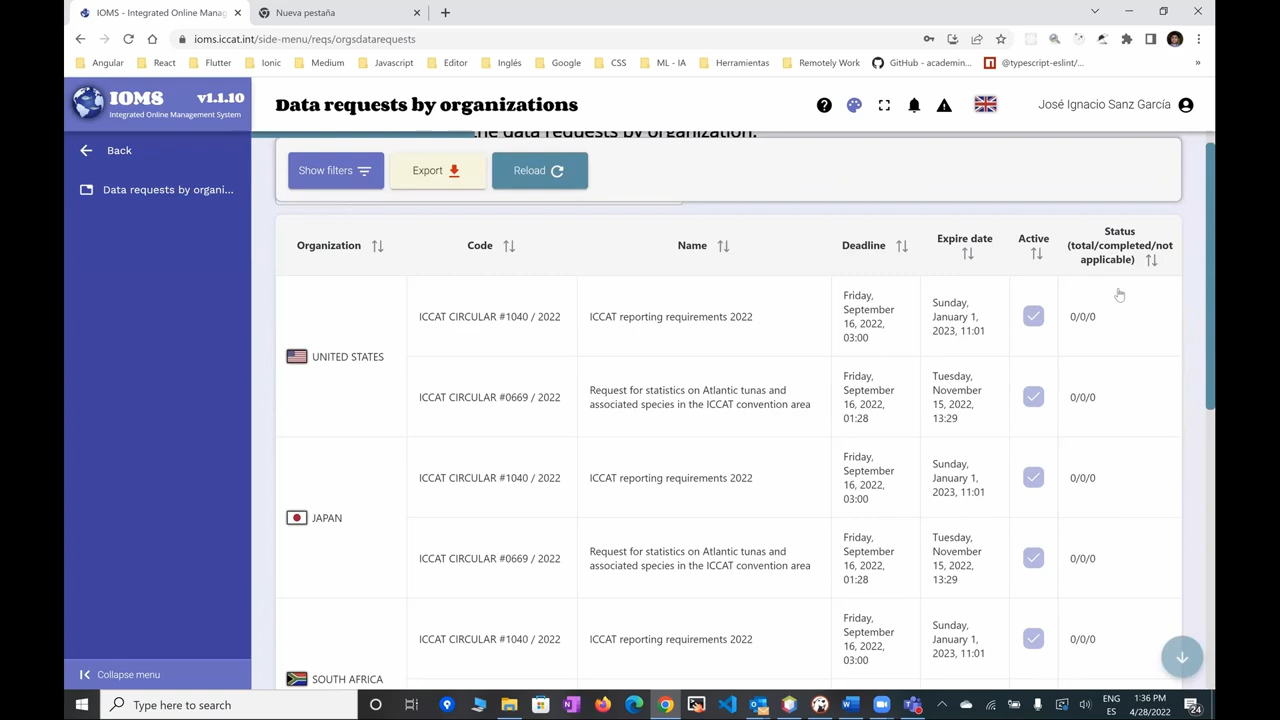 IOMS - Integrated Online Manag
Nueva pestaña
ioms.iccat.int/side-menu/reqs/orgsdatarequests
Angular
React
Flutter
Ionic
Medium
Javascript
Editor
Inglés
Google
CSS
ML - IA
Herramientas
Remotely Work
GitHub - academin...
@typescript-eslint/...
»
IOMS v1.1.10
Integrated Online Management System
Data requests by organizations
José Ignacio Sanz García
Back
Data requests by organi...
the data requests by organization.
Show filters
Export
Reload
Organization
Code
Name
Deadline
Expire date
Active
Status
(total/completed/not
applicable)
UNITED STATES
ICCAT CIRCULAR #1040 / 2022
ICCAT reporting requirements 2022
Friday,
September
16, 2022,
03:00
Sunday,
January 1,
2023, 11:01
0/0/0
ICCAT CIRCULAR #0669 / 2022
Request for statistics on Atlantic tunas and
associated species in the ICCAT convention area
Friday,
September
16, 2022,
01:28
Tuesday,
November
15, 2022,
13:29
0/0/0
JAPAN
ICCAT CIRCULAR #1040 / 2022
ICCAT reporting requirements 2022
Friday,
September
16, 2022,
03:00
Sunday,
January 1,
2023, 11:01
0/0/0
ICCAT CIRCULAR #0669 / 2022
Request for statistics on Atlantic tunas and
associated species in the ICCAT convention area
Friday,
September
16, 2022,
01:28
Tuesday,
November
15, 2022,
13:29
0/0/0
SOUTH AFRICA
ICCAT CIRCULAR #1040 / 2022
ICCAT reporting requirements 2022
Friday,
September
16, 2022,
03:00
Sunday,
January 1,
2023, 11:01
0/0/0
Collapse menu
Type here to search
ENG
ES
1:36 PM
4/28/2022
24